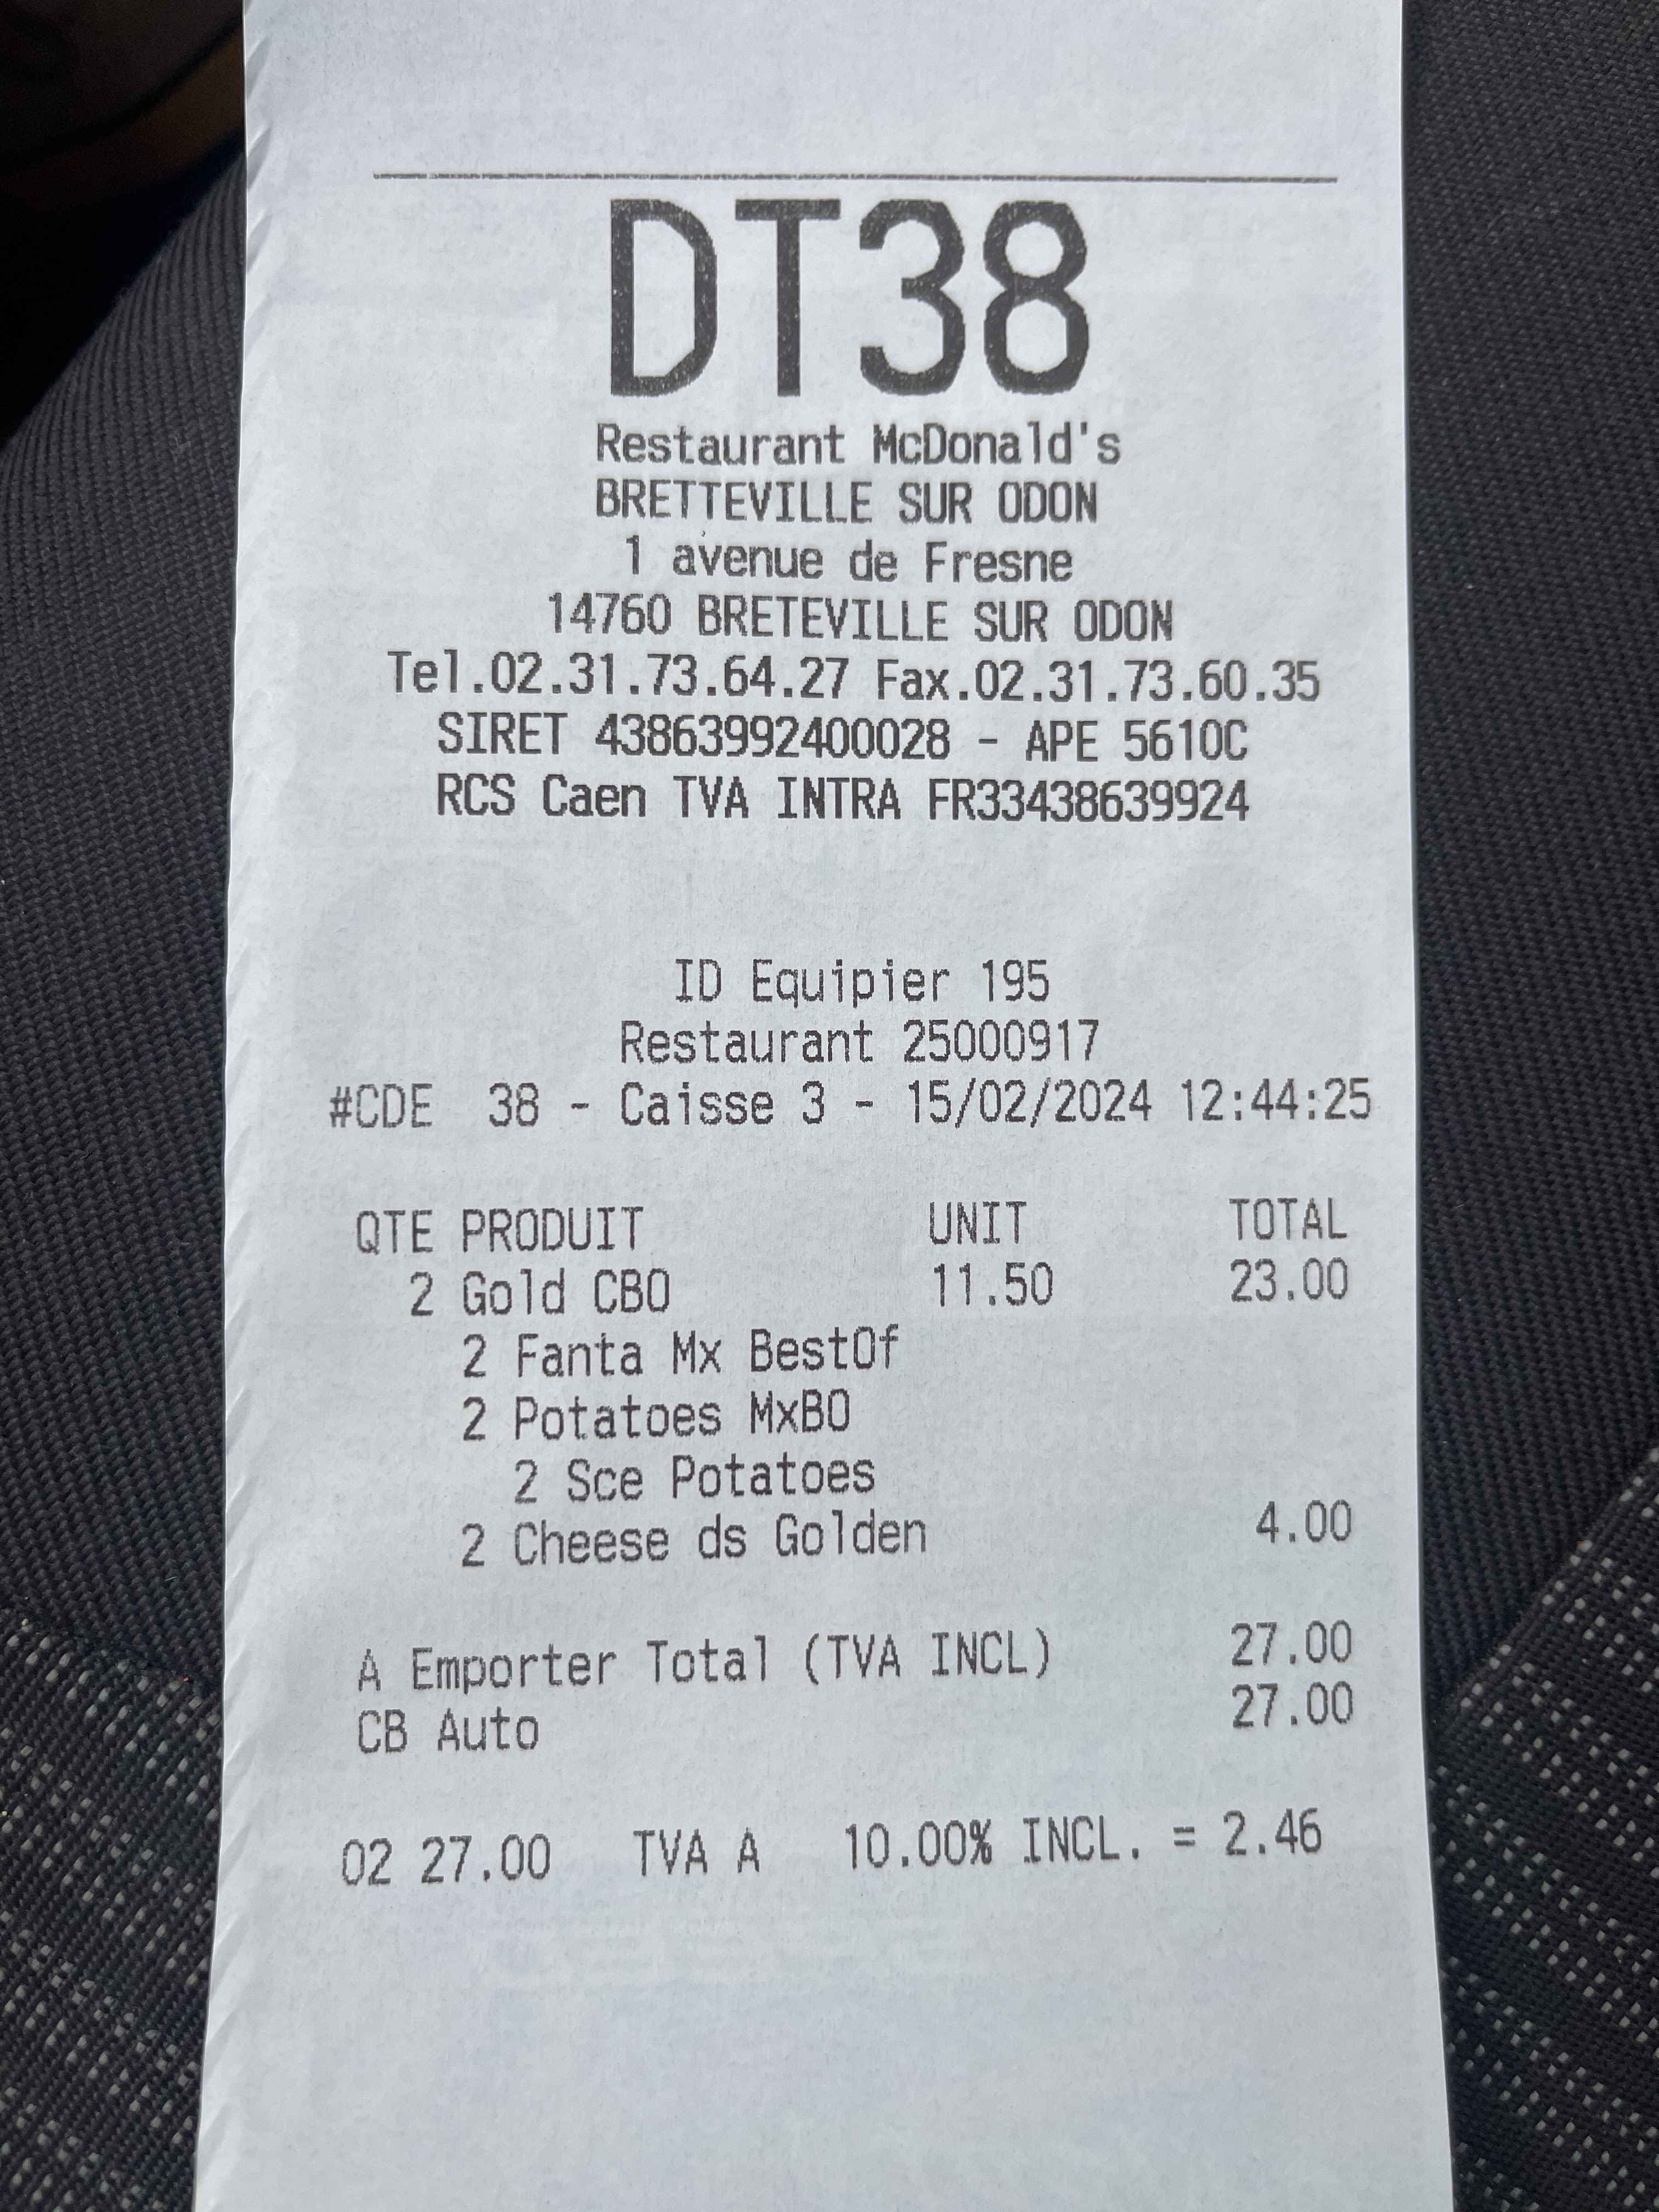 DT38
Restaurant McDonald's
BRETTEVILLE SUR ODON
1 avenue de Fresne
14760 BRETEVILLE SUR ODON
Tel.02.31.73.64.27 Fax.02.31.73.60.35
SIRET 43863992400028 - APE 5610C
RCS Caen TVA INTRA FR33438639924
ID Equipier 195
Restaurant 25000917
#CDE 38 - Caisse 3 - 15/02/2024 12:44:25
QTE PRODUIT UNIT TOTAL
2 Gold CBO 11.50 23.00
2 Fanta Mx BestOf
2 Potatoes MxBO
2 Sce Potatoes
2 Cheese ds Golden 4.00
A Emporter Total (TVA INCL) 27.00
CB Auto 27.00
02 27.00 TVA A 10.00% INCL. = 2.46